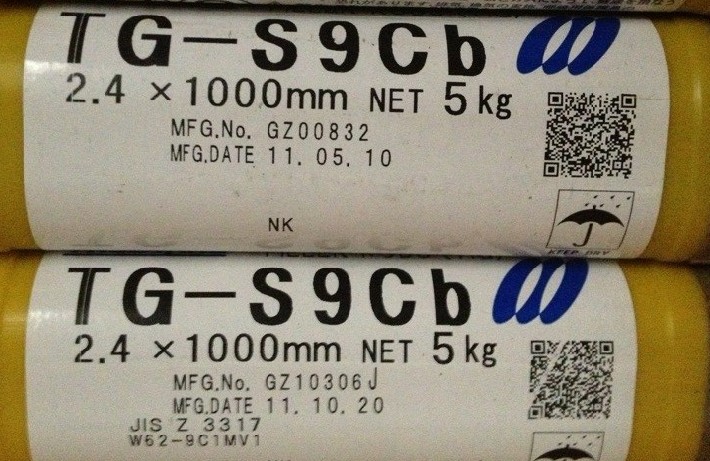 TG-S9Cb
2.4 ×1000mm NET 5kg
MFG.No. GZ00832
MFG.DATE 11.05.10
NK
KEEP DRY
TG-S9Cb
2.4 ×1000mm NET 5kg
MFG.No. GZ10306J
MFG.DATE 11.10.20
JIS Z 3317
W62-9C1MV1